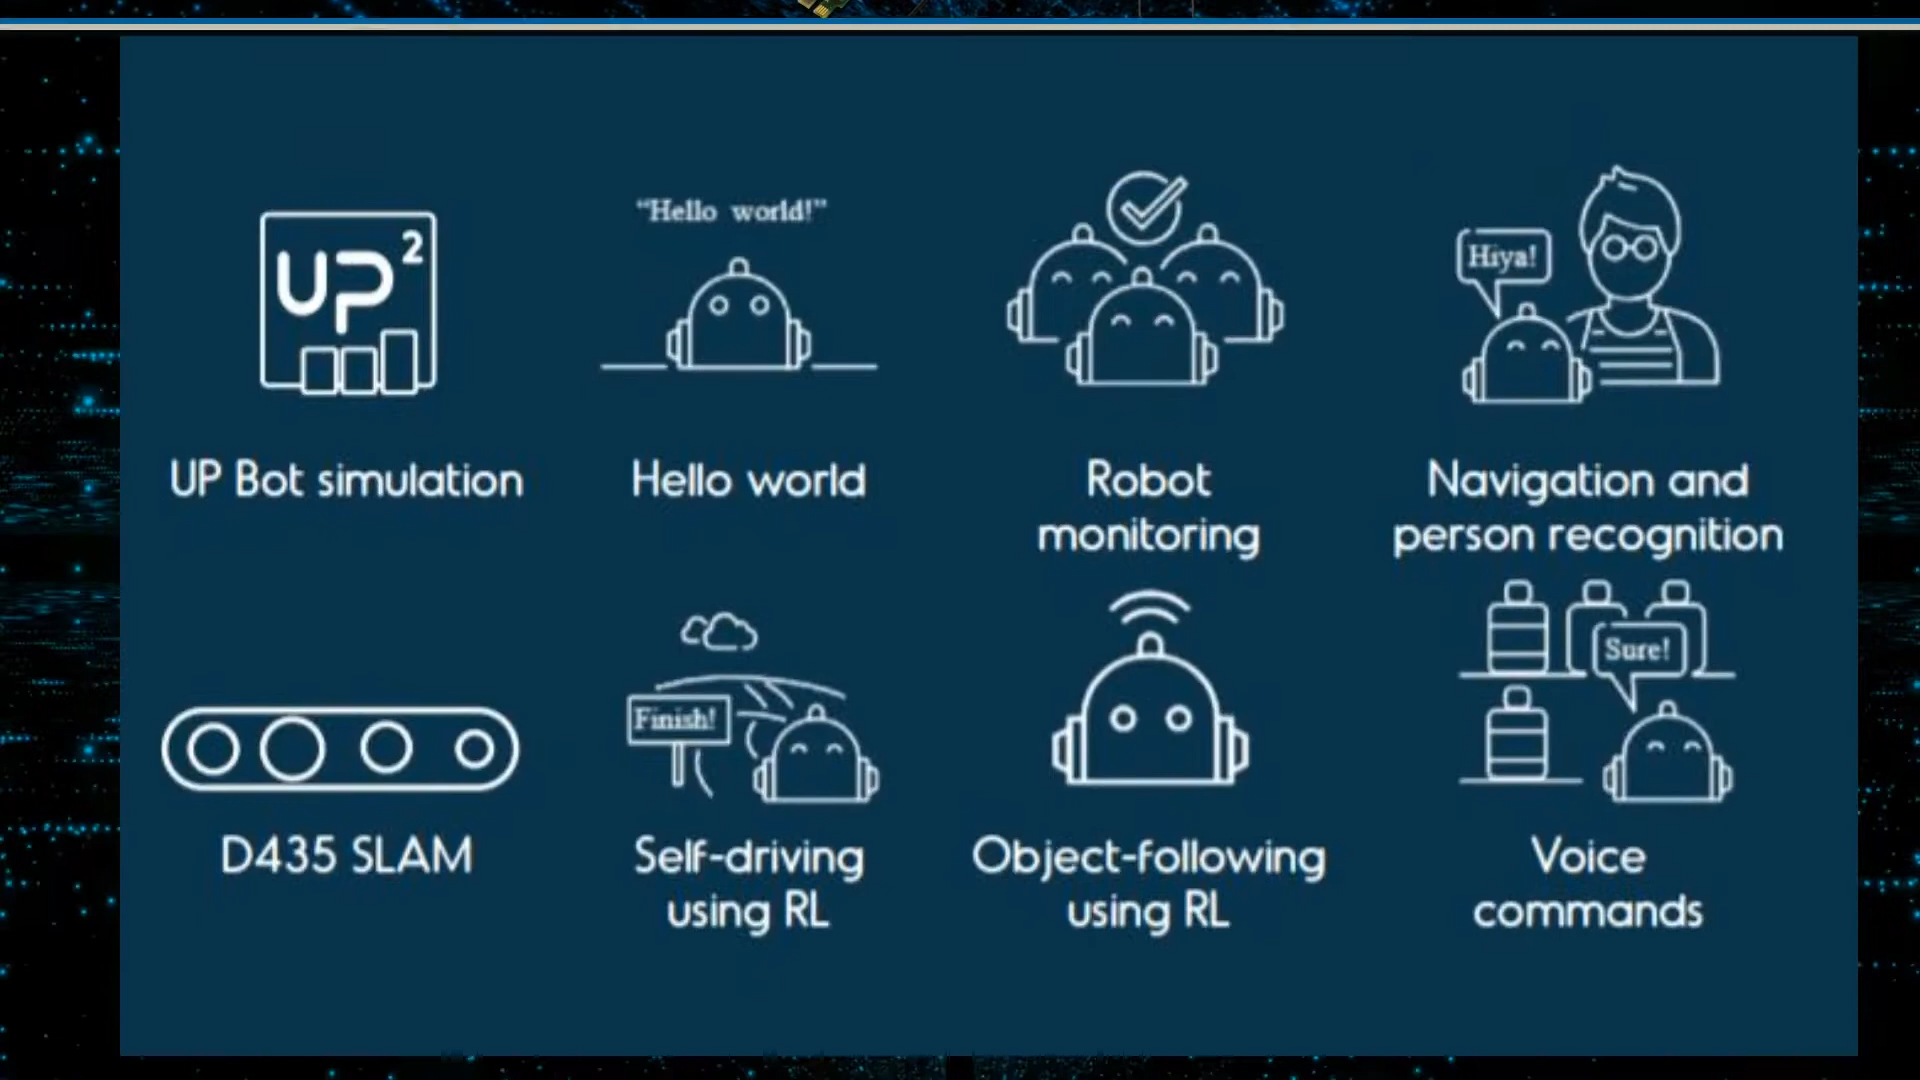 UP²
"Hello world!"
Hiya!
UP Bot simulation
Hello world
Robot
monitoring
Navigation and
person recognition
Finish!
Sure!
D435 SLAM
Self-driving
using RL
Object-following
using RL
Voice
commands